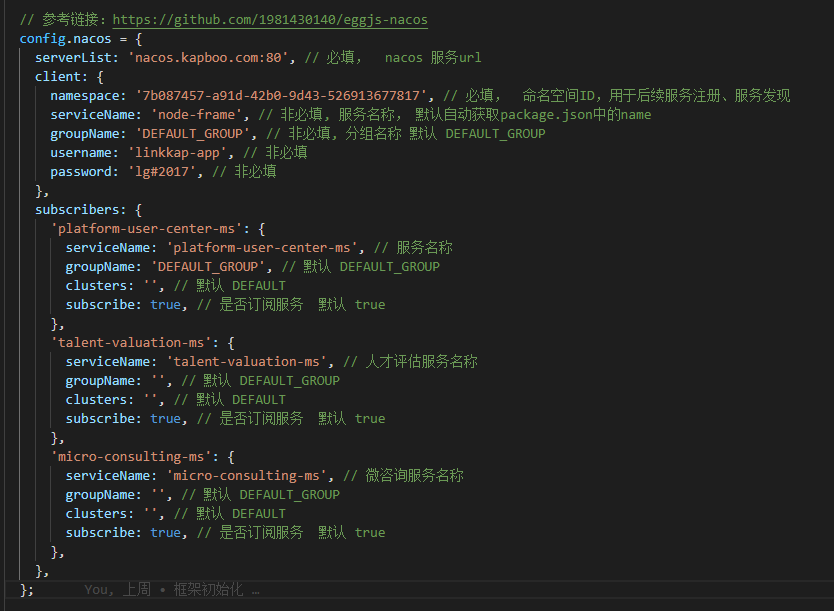 // 参考链接：https://github.com/1981430140/eggjs-nacos
config.nacos = {
  serverList: 'nacos.kapboo.com:80', // 必填，  nacos 服务url
  client: {
    namespace: '7b087457-a91d-42b0-9d43-526913677817', // 必填，  命名空间ID，用于后续服务注册、服务发现
    serviceName: 'node-frame', // 非必填, 服务名称， 默认自动获取package.json中的name
    groupName: 'DEFAULT_GROUP', // 非必填, 分组名称 默认 DEFAULT_GROUP
    username: 'linkkap-app', // 非必填
    password: 'lg#2017', // 非必填
  },
  subscribers: {
    'platform-user-center-ms': {
      serviceName: 'platform-user-center-ms', // 服务名称
      groupName: 'DEFAULT_GROUP', // 默认 DEFAULT_GROUP
      clusters: '', // 默认 DEFAULT
      subscribe: true, // 是否订阅服务  默认 true
    },
    'talent-valuation-ms': {
      serviceName: 'talent-valuation-ms', // 人才评估服务名称
      groupName: '', // 默认 DEFAULT_GROUP
      clusters: '', // 默认 DEFAULT
      subscribe: true, // 是否订阅服务  默认 true
    },
    'micro-consulting-ms': {
      serviceName: 'micro-consulting-ms', // 微咨询服务名称
      groupName: '', // 默认 DEFAULT_GROUP
      clusters: '', // 默认 DEFAULT
      subscribe: true, // 是否订阅服务  默认 true
    },
  },
};      You, 上周 • 框架初始化 …